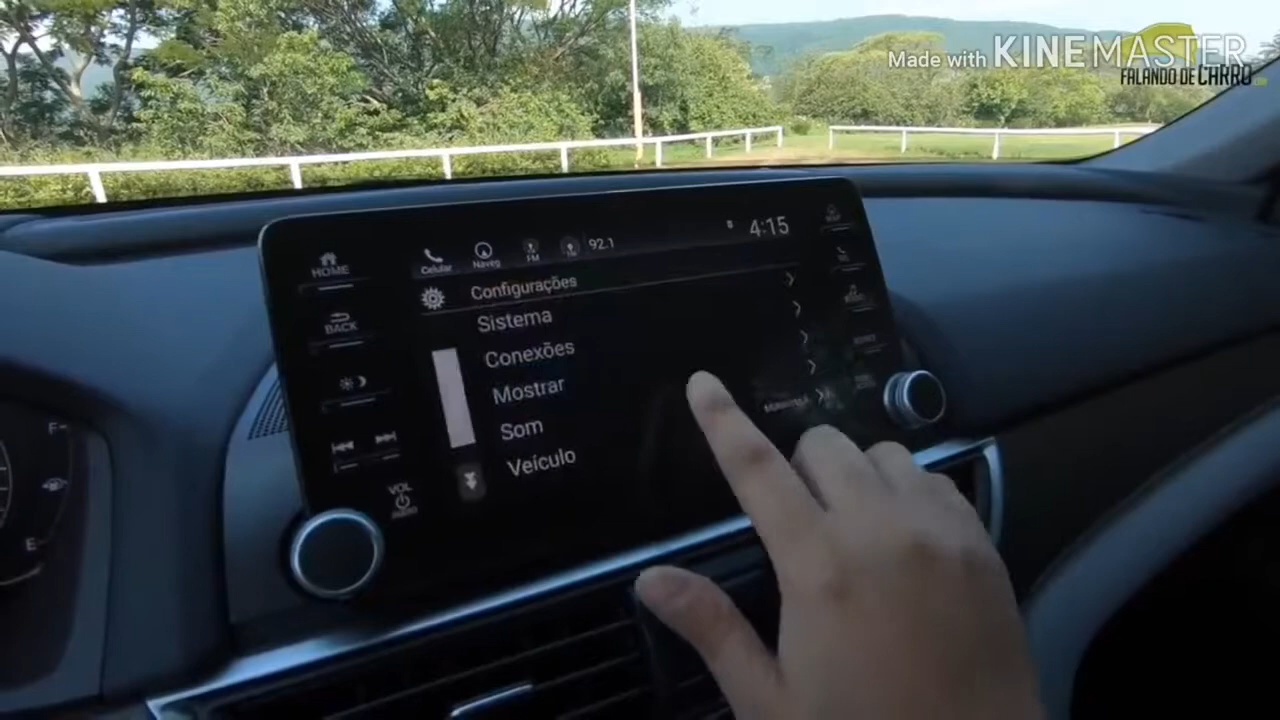 Made with KINEMASTER
FALANDO DE CARRO
HOME
BACK
VOL
AUDIO
Celular
Naveg
FM
92.1
4:15
Configurações
Sistema
Conexões
Mostrar
Som
Veículo
F
E